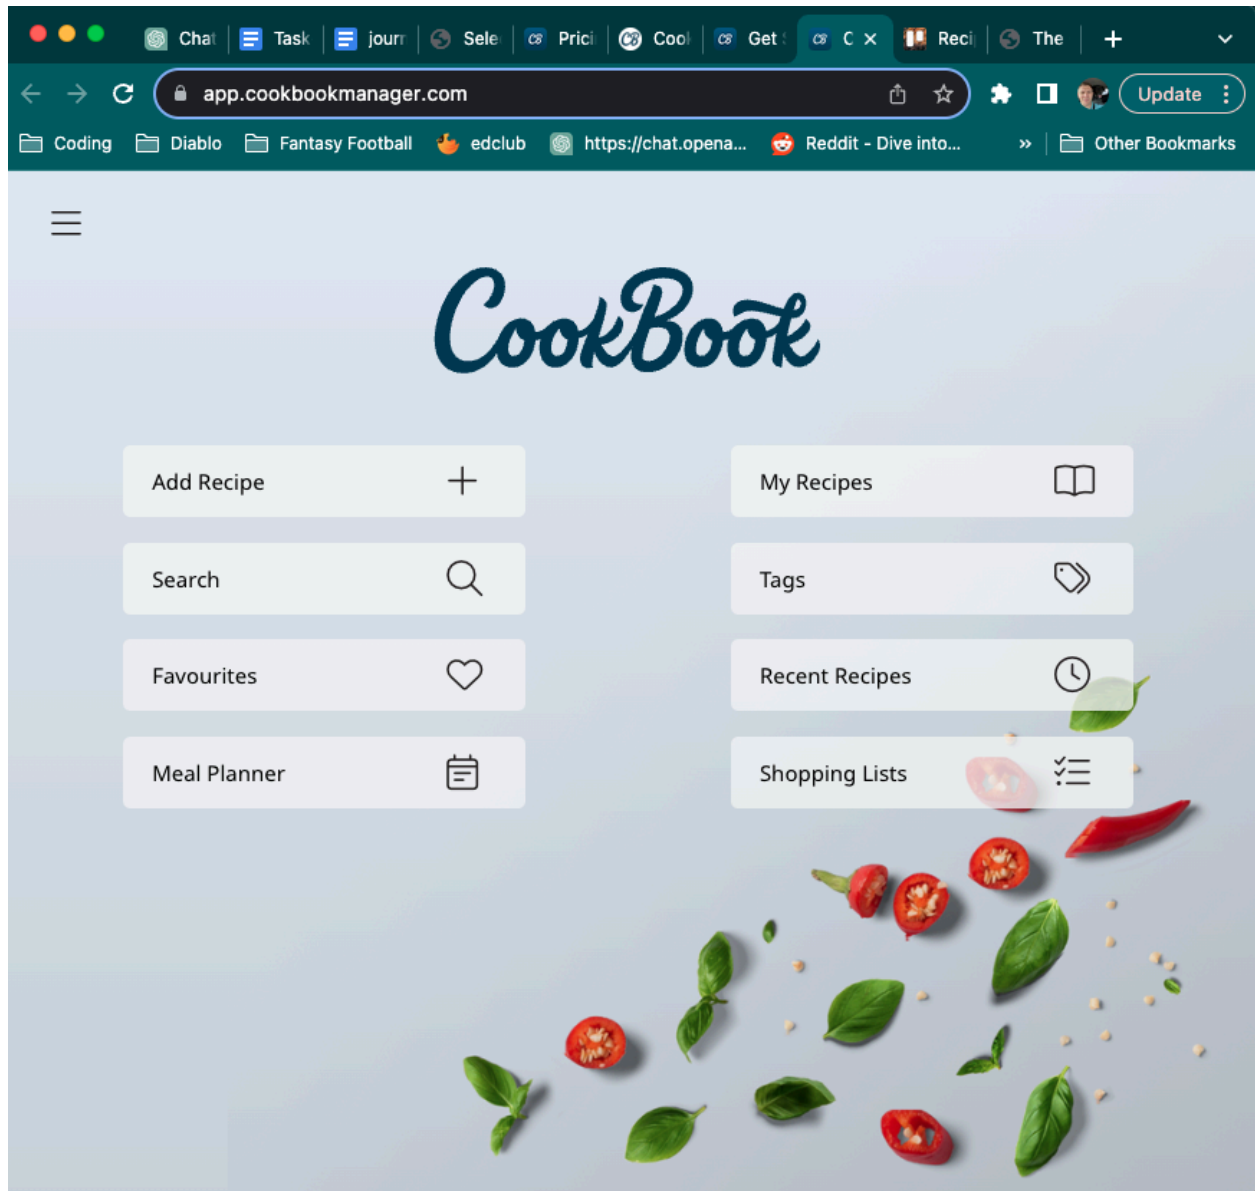 Chat Task jour Sele Prici Cook Get C Reci The
app.cookbookmanager.com Update
Coding Diablo Fantasy Football edclub https://chat.opena... Reddit - Dive into... » Other Bookmarks
CookBook
Add Recipe
My Recipes
Search
Tags
Favourites
Recent Recipes
Meal Planner
Shopping Lists